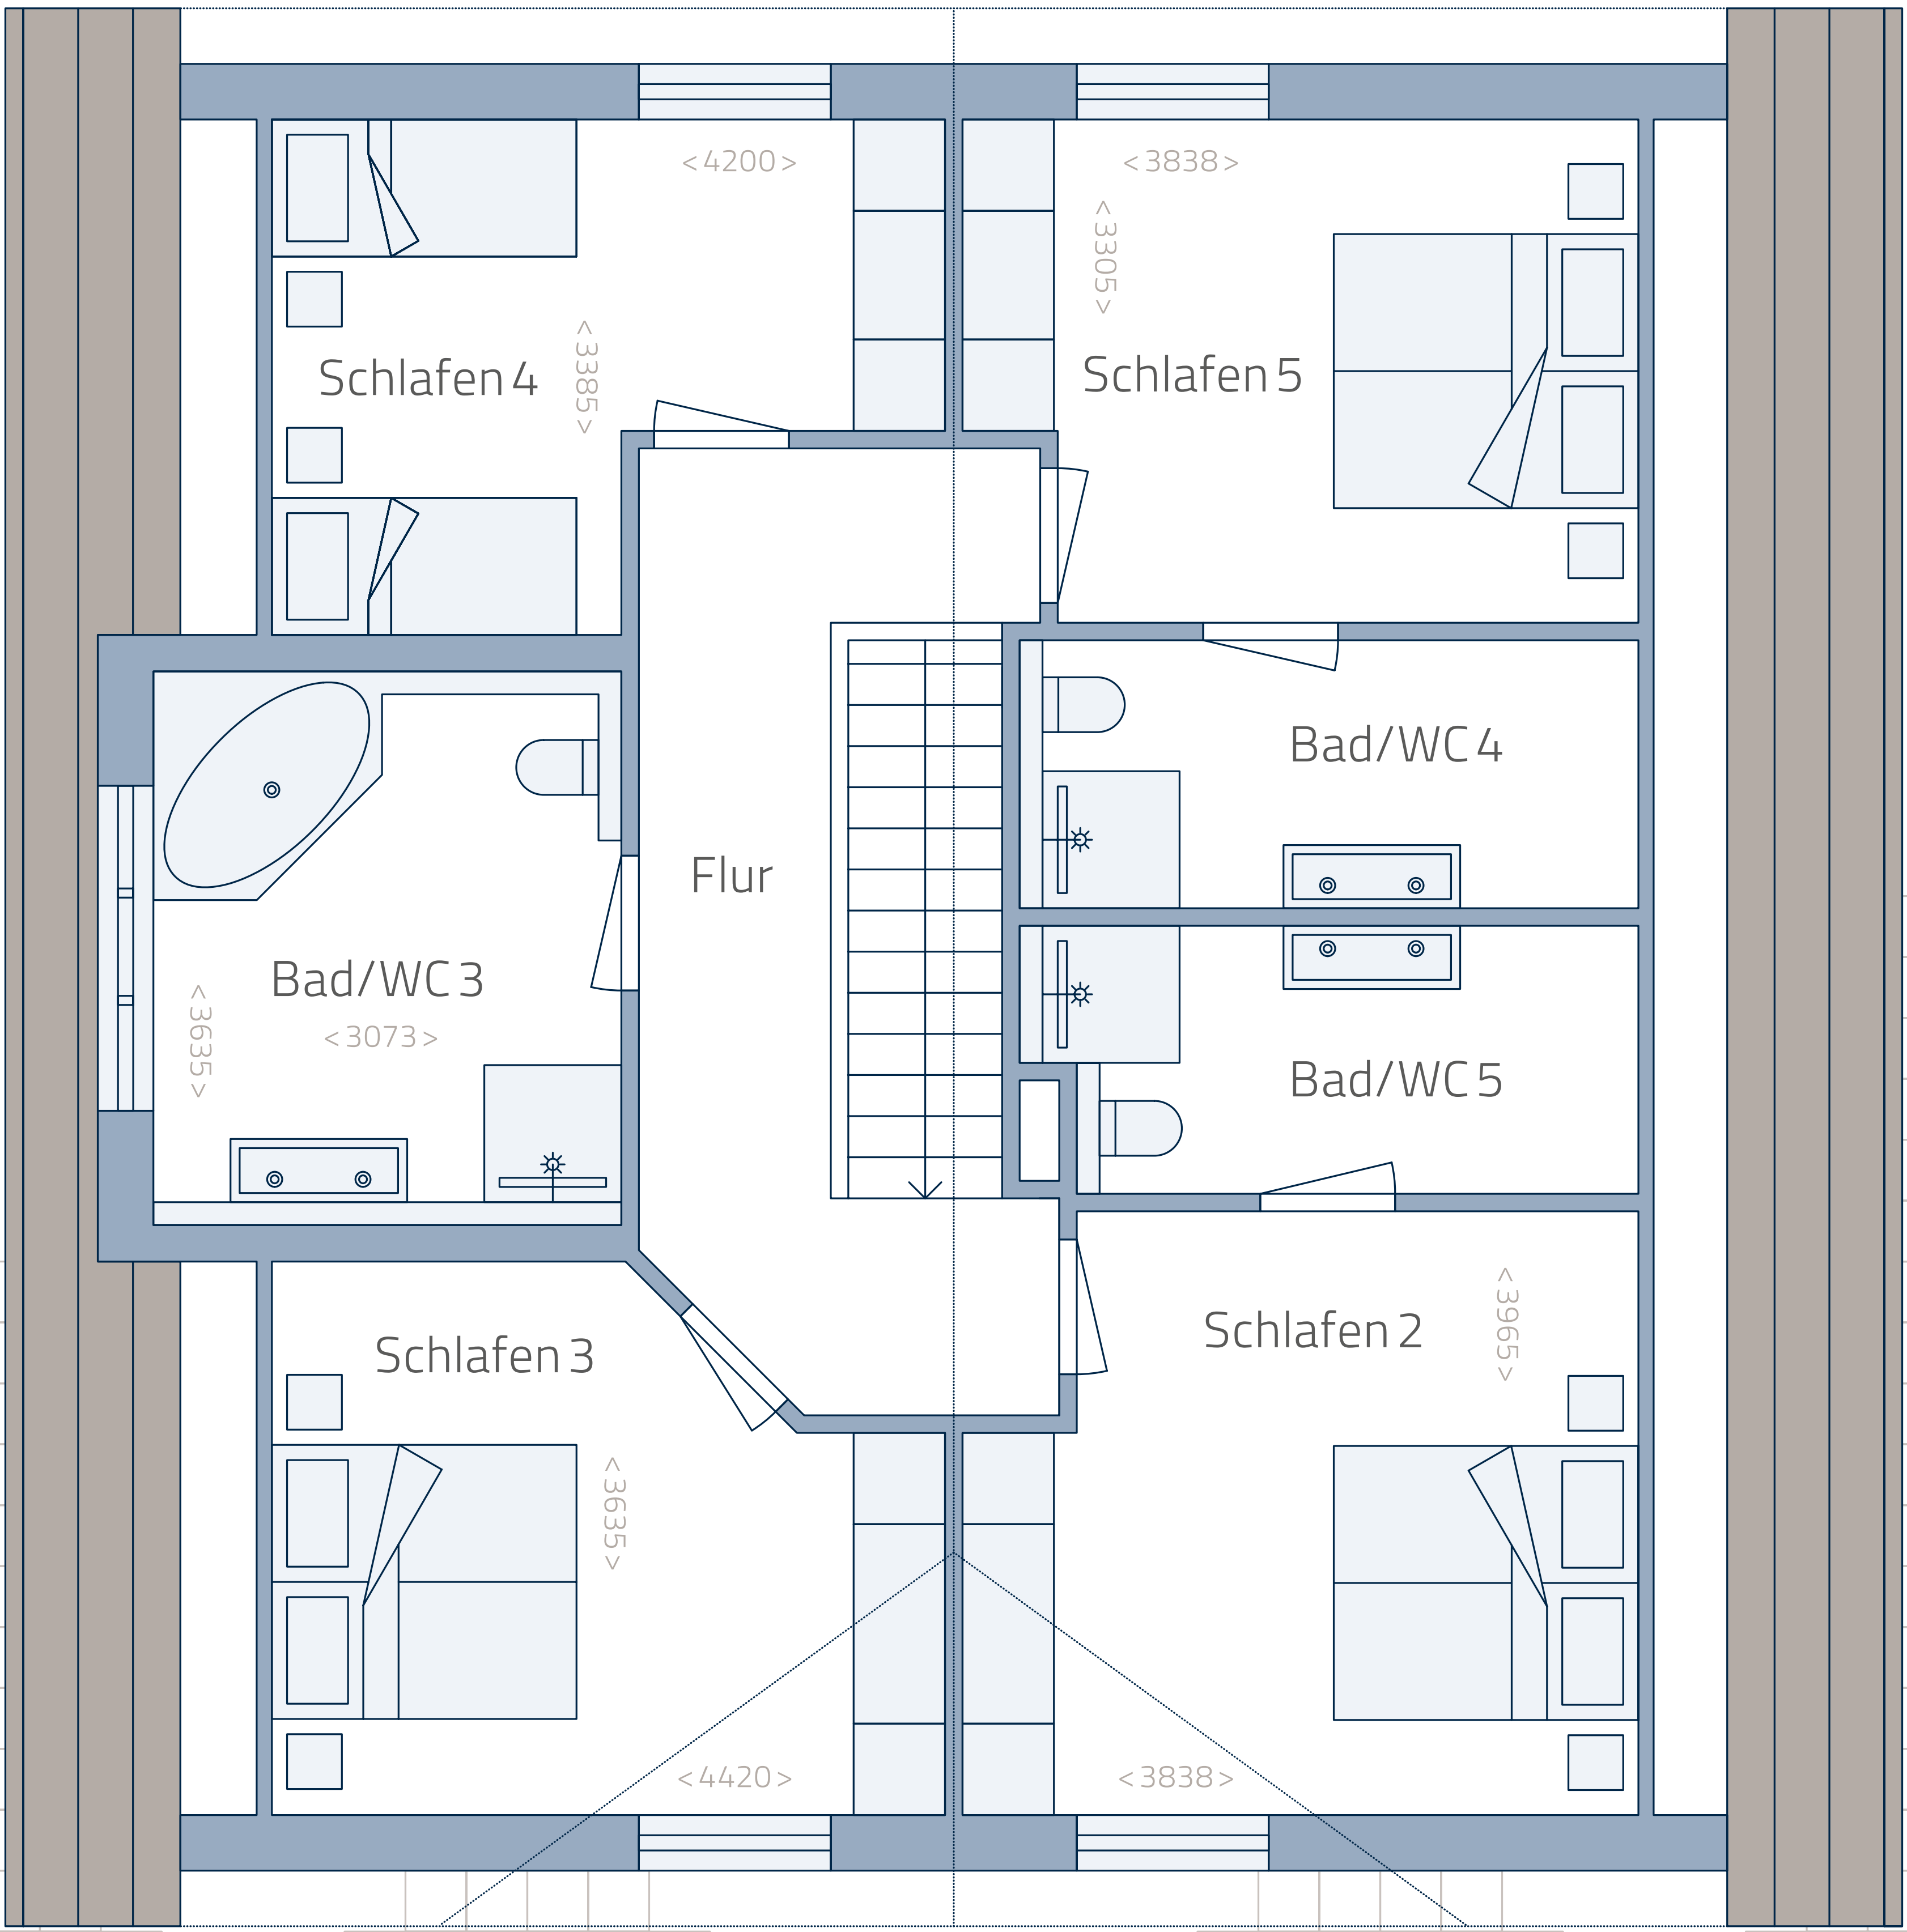 <4200>
<3838>
<3305>
Schlafen 4
<3385>
Schlafen 5
Bad/WC 4
Flur
Bad/WC 3
<3635>
<3073>
Bad/WC 5
Schlafen 3
Schlafen 2
<3965>
<3635>
<4420>
<3838>